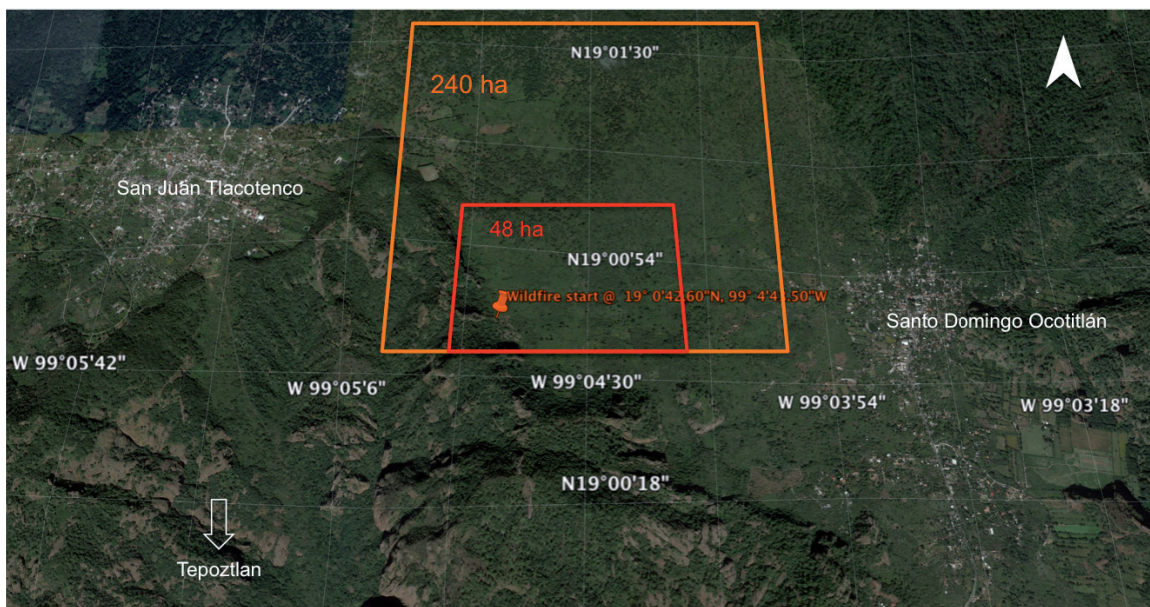 N19°01'30"
240 ha
San Juan Tlacotenco
48 ha
N19°00'54"
Wildfire start @ 19° 0'42.60"N, 99° 4'43.50"W
Santo Domingo Ocotitlán
W 99°05'42"
W 99°05'6"
W 99°04'30"
W 99°03'54"
W 99°03'18"
N19°00'18"
Tepoztlan